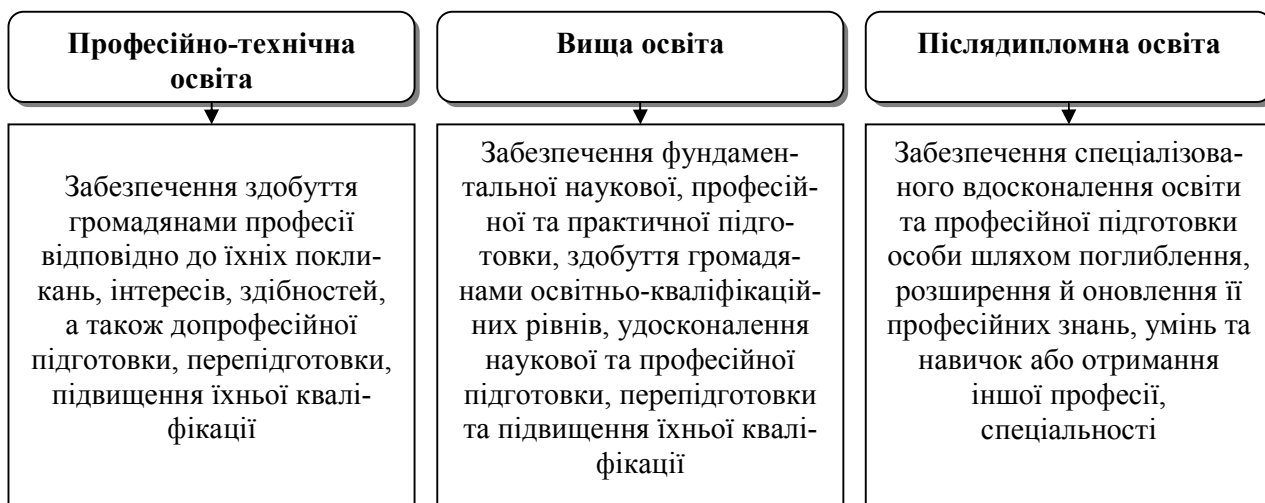 Професійно-технічна
освіта
Забезпечення здобуття
громадянами професії
відповідно до їхніх покли-
кань, інтересів, здібностей,
а також допрофесійної
підготовки, перепідготовки,
підвищення їхньої квалі-
фікації
Вища освіта
Забезпечення фундамен-
тальної наукової, професій-
ної та практичної підго-
товки, здобуття громадя-
нами освітньо-кваліфікацій-
них рівнів, удосконалення
наукової та професійної
підготовки, перепідготовки
та підвищення їхньої квалі-
фікації
Післядипломна освіта
Забезпечення спеціалізова-
ного вдосконалення освіти
та професійної підготовки
особи шляхом поглиблення,
розширення й оновлення її
професійних знань, умінь та
навичок або отримання
іншої професії,
спеціальності